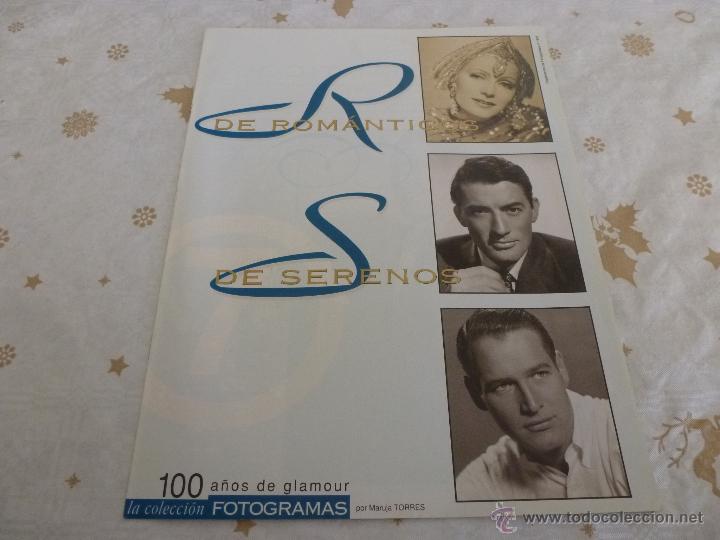 R
DE ROMÁNTICOS
S
DE SERENOS
100 años de glamour
la colección FOTOGRAMAS
por Maruja TORRES
© www.todocoleccion.net